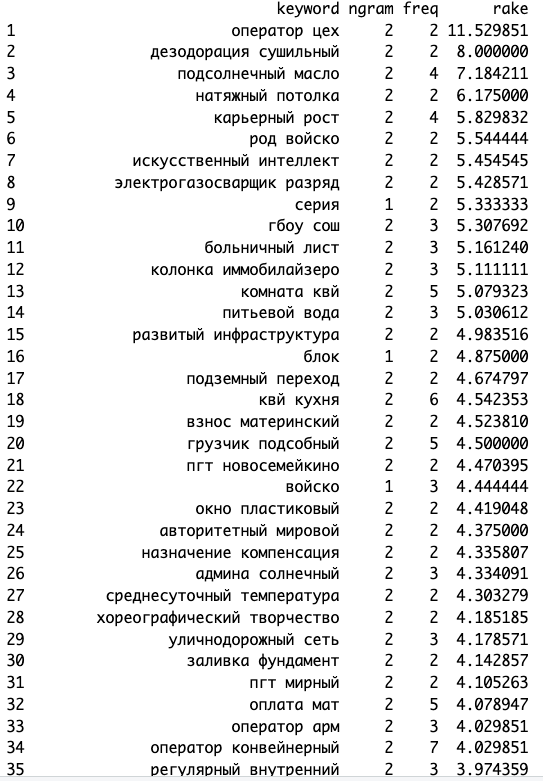 keyword ngram freq rake
1 оператор цех 2 2 11.529851
2 дезодорация сушильный 2 2 8.000000
3 подсолнечный масло 2 4 7.184211
4 натяжный потолка 2 2 6.175000
5 карьерный рост 2 4 5.829832
6 род войско 2 2 5.544444
7 искусственный интеллект 2 2 5.454545
8 электрогазосварщик разряд 2 2 5.428571
9 серия 1 2 5.333333
10 гбоу сош 2 3 5.307692
11 больничный лист 2 3 5.161240
12 колонка иммобилайзеро 2 3 5.111111
13 комната квй 2 5 5.079323
14 питьевой вода 2 3 5.030612
15 развитый инфраструктура 2 2 4.983516
16 блок 1 2 4.875000
17 подземный переход 2 2 4.674797
18 квй кухня 2 6 4.542353
19 взнос материнский 2 2 4.523810
20 грузчик подсобный 2 5 4.500000
21 пгт новосемейкино 2 2 4.470395
22 войско 1 3 4.444444
23 окно пластиковый 2 2 4.419048
24 авторитетный мировой 2 2 4.375000
25 назначение компенсация 2 2 4.335807
26 админа солнечный 2 3 4.334091
27 среднесуточный температура 2 2 4.303279
28 хореографический творчество 2 2 4.185185
29 уличнодорожный сеть 2 3 4.178571
30 заливка фундамент 2 2 4.142857
31 пгт мирный 2 2 4.105263
32 оплата мат 2 5 4.078947
33 оператор арм 2 3 4.029851
34 оператор конвейерный 2 7 4.029851
35 регулярный внутренний 2 3 3.974359